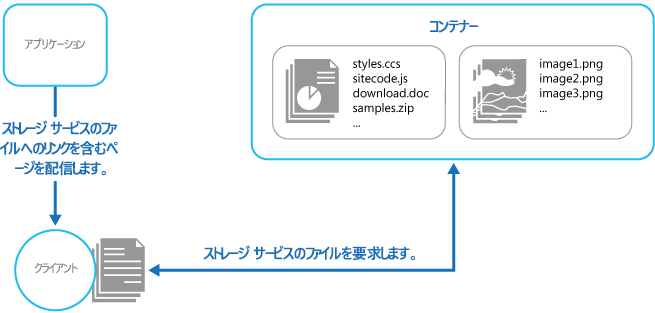 アプリケーション
ストレージ サービスのファ
イルへのリンクを含むペ
ージを配信します。
クライアント
コンテナー
styles.ccs
sitecode.js
download.doc
samples.zip
...
image1.png
image2.png
image3.png
...
ストレージ サービスのファイルを要求します。